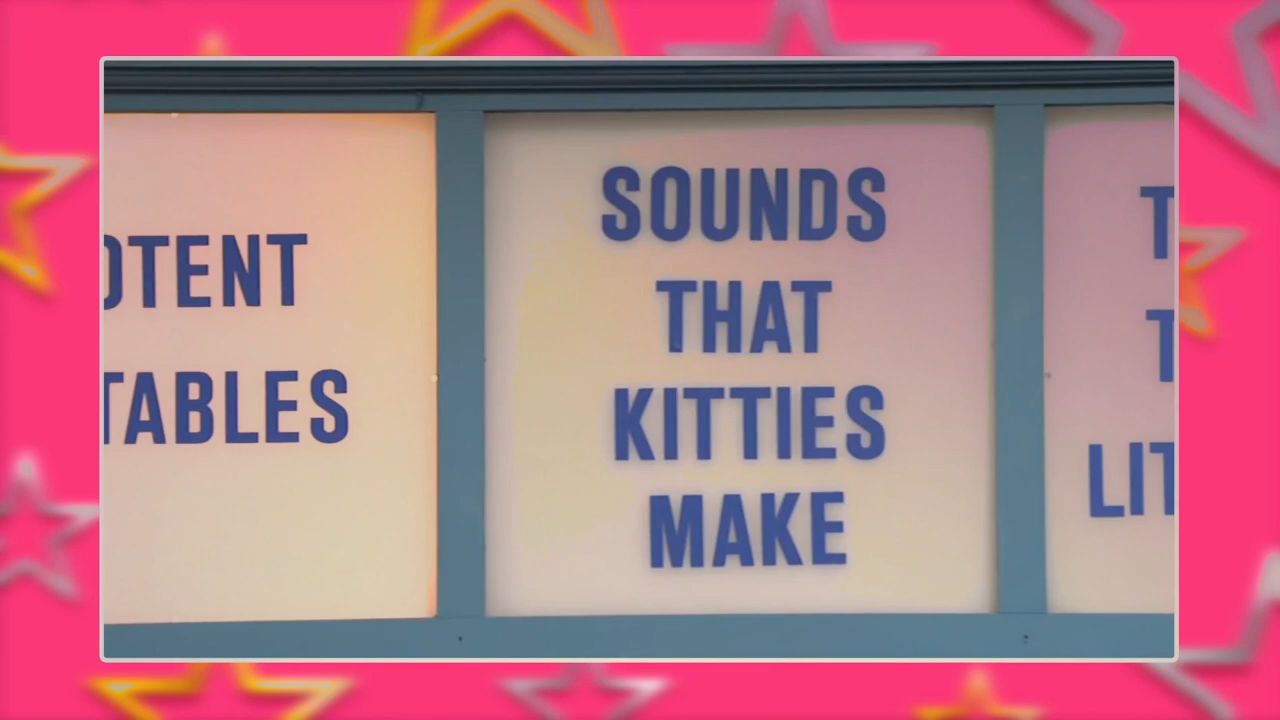 OTENT
TABLES
SOUNDS
THAT
KITTIES
MAKE
T
T
LIT